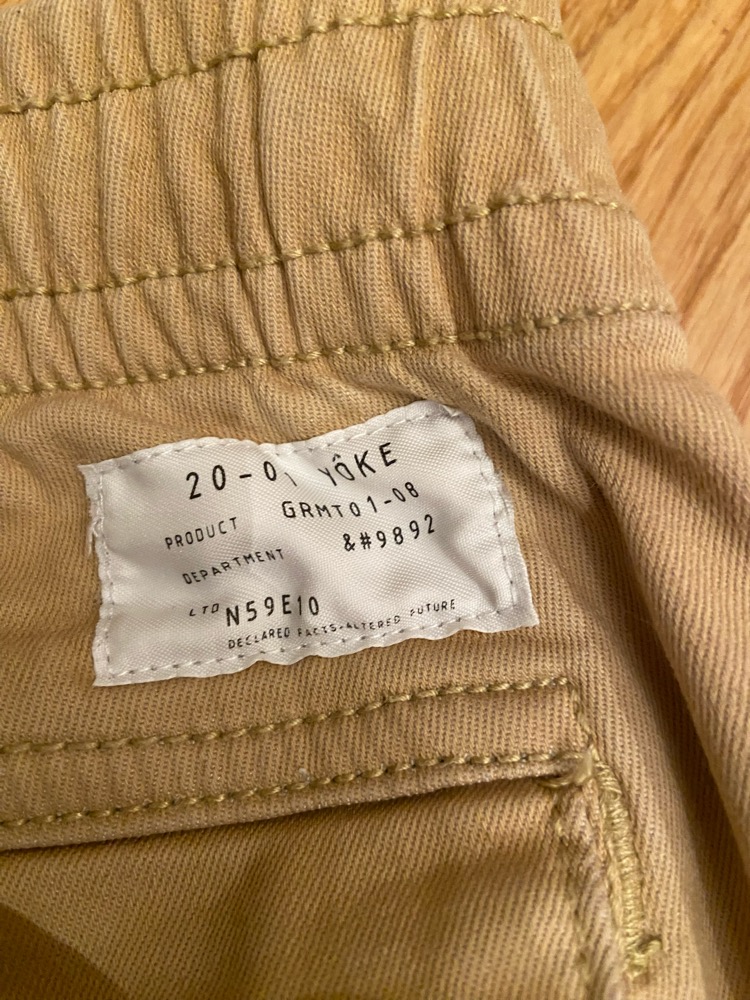 20-01 YÔKE
PRODUCT GRMT01-08
DEPARTMENT &#9892
LTD N59E10
DECLARED FACTS-ALTERED FUTURE